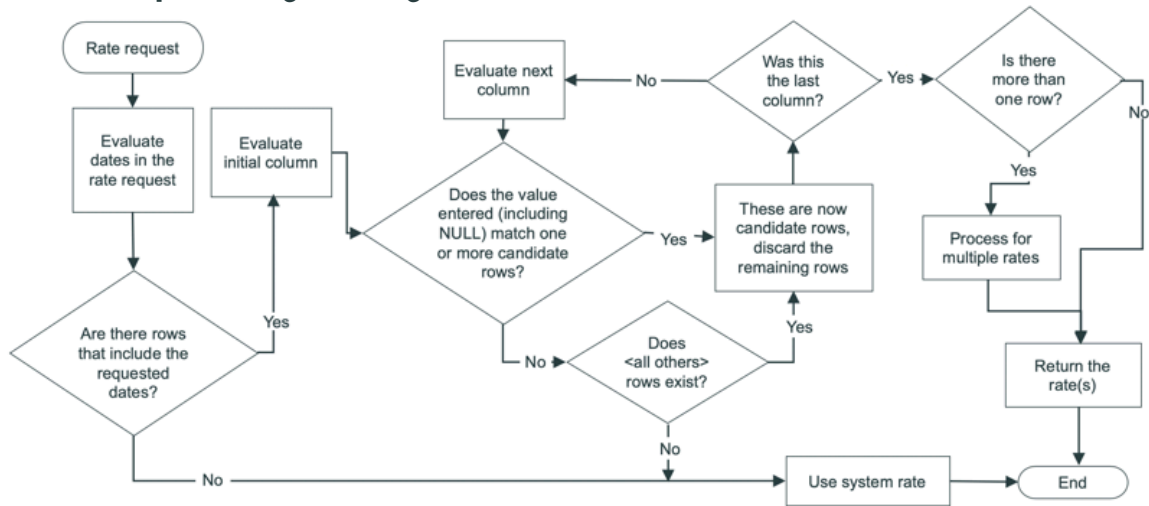 Rate request
Evaluate
dates in the
rate request
Are there rows
that include the
requested
dates?
Yes
No
Evaluate
initial column
Evaluate next
column
Does the value
entered (including
NULL) match one
or more candidate
rows?
Yes
No
Does
<all others>
rows exist?
Yes
No
These are now
candidate rows,
discard the
remaining rows
Was this
the last
column?
No
Yes
Is there
more than
one row?
No
Yes
Process for
multiple rates
Return the
rate(s)
Use system rate
End